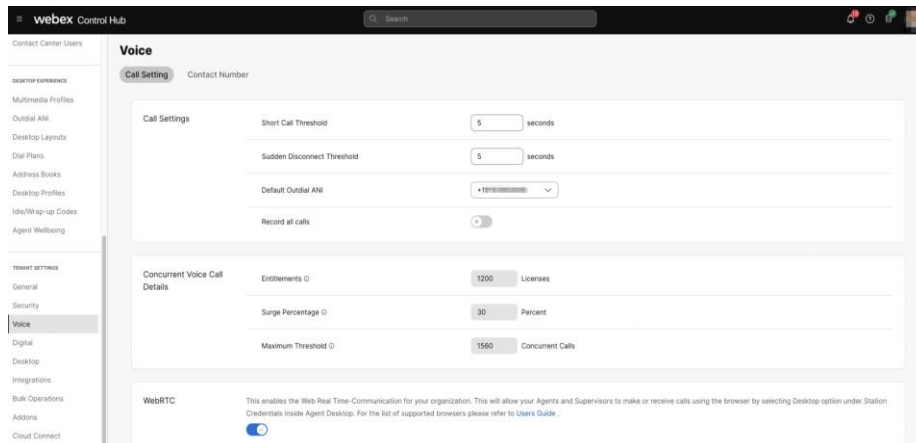 webex Control Hub
Search
Contact Center Users
DESKTOP EXPERIENCE
Multimedia Profiles
Outdial ANI
Desktop Layouts
Dial Plans
Address Books
Desktop Profiles
Idle/Wrap-up Codes
Agent Wellbeing
TENANT SETTINGS
General
Security
Voice
Digital
Desktop
Integrations
Bulk Operations
Addons
Cloud Connect
Voice
Call Setting Contact Number
Call Settings
Short Call Threshold 5 seconds
Sudden Disconnect Threshold 5 seconds
Default Outdial ANI
Record all calls
Concurrent Voice Call
Details
Entitlements 1200 Licenses
Surge Percentage 30 Percent
Maximum Threshold 1560 Concurrent Calls
WebRTC
This enables the Web Real Time-Communication for your organization. This will allow your Agents and Supervisors to make or receive calls using the browser by selecting Desktop option under Station
Credentials inside Agent Desktop. For the list of supported browsers please refer to Users Guide .